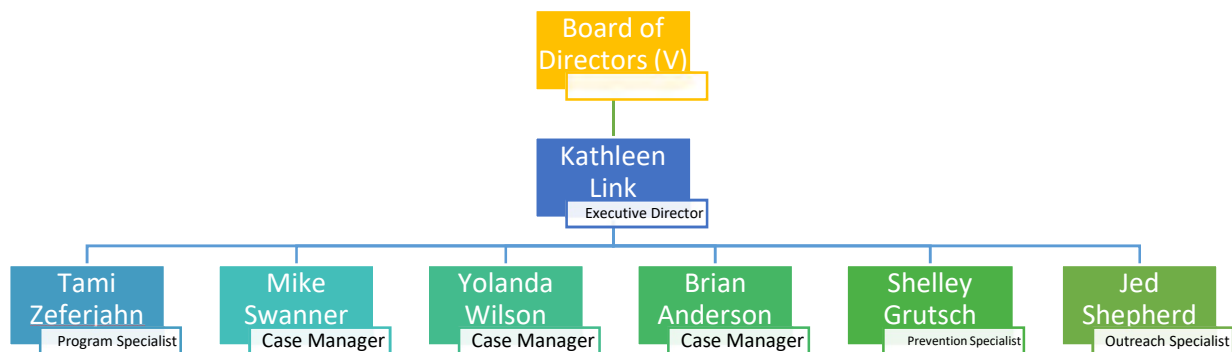 Board of
Directors (V)
Kathleen
Link
Executive Director
Tami
Zeferjahn
Program Specialist
Mike
Swanner
Case Manager
Yolanda
Wilson
Case Manager
Brian
Anderson
Case Manager
Shelley
Grutsch
Prevention Specialist
Jed
Shepherd
Outreach Specialist